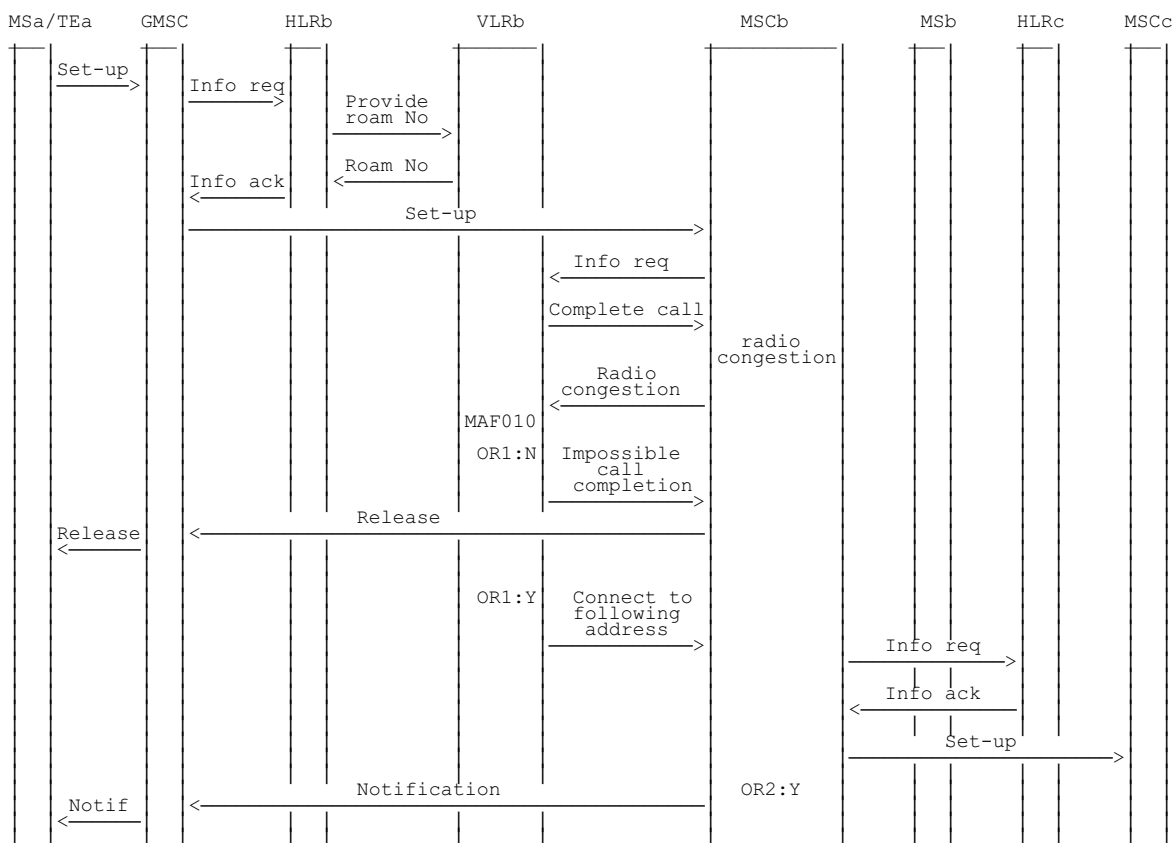 MSa/TEa GMSC HLRb VLRb MSCb MSb HLRc MSCc
Set-up
Info req
Provide
roam No
Roam No
Info ack
Set-up
Info req
Complete call
radio
congestion
Radio
congestion
MAF010
OR1:N Impossible
call
completion
Release
Release
OR1:Y Connect to
following
address
Info req
Info ack
Set-up
Notification OR2:Y
Notif